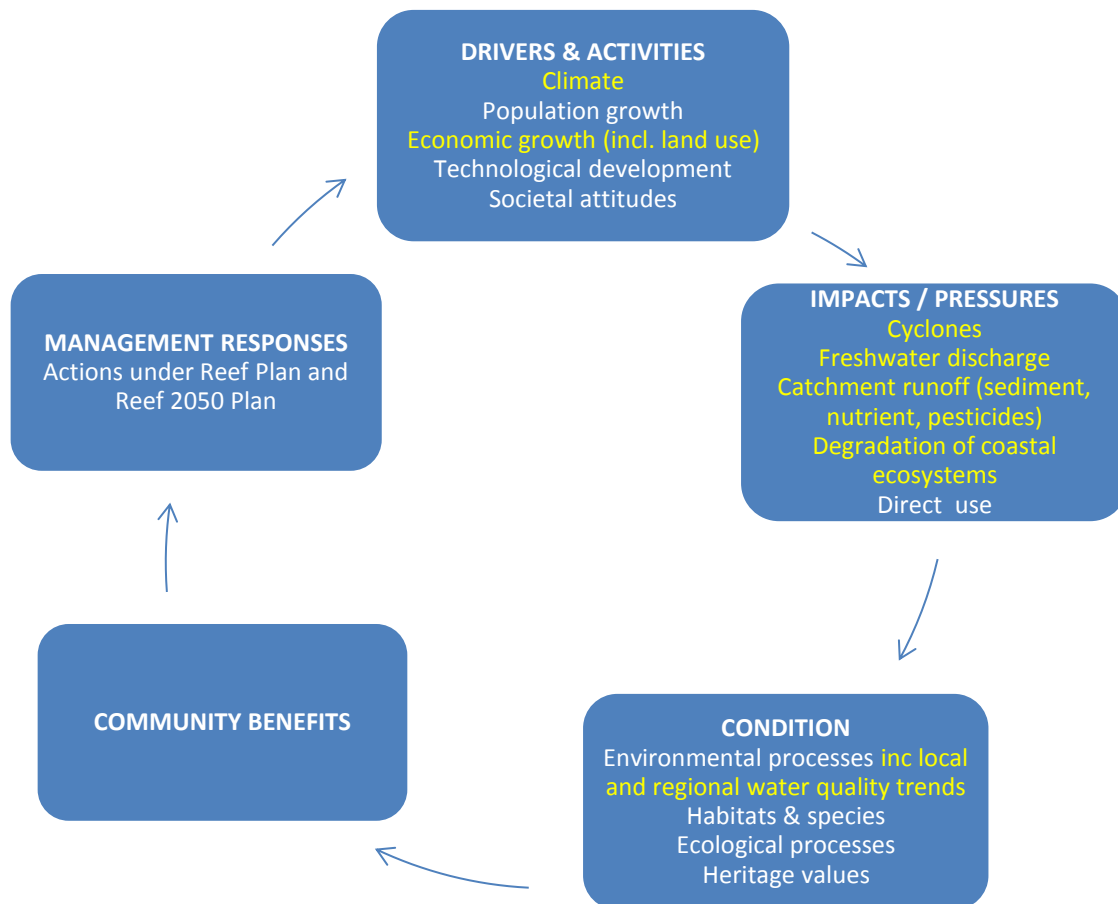 DRIVERS & ACTIVITIES
Climate
Population growth
Economic growth (incl. land use)
Technological development
Societal attitudes
IMPACTS / PRESSURES
Cyclones
Freshwater discharge
Catchment runoff (sediment,
nutrient, pesticides)
Degradation of coastal
ecosystems
Direct use
CONDITION
Environmental processes inc local
and regional water quality trends
Habitats & species
Ecological processes
Heritage values
COMMUNITY BENEFITS
MANAGEMENT RESPONSES
Actions under Reef Plan and
Reef 2050 Plan